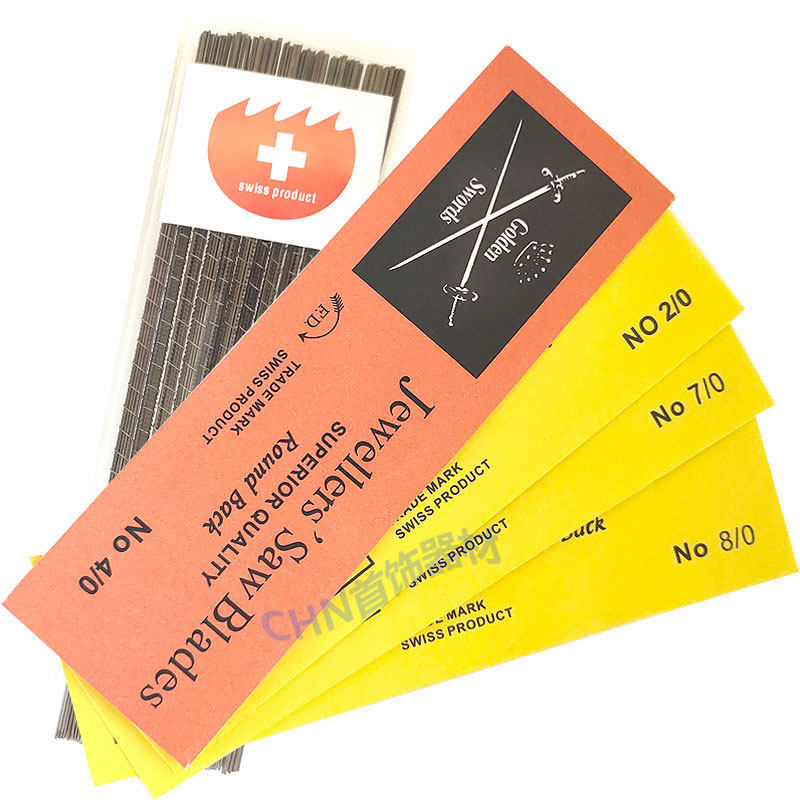 swiss product
Golden
Swords
F.D.
TRADE MARK
SWISS PRODUCT
Jewellers' Saw Blades
SUPERIOR QUALITY
Round Back
No 4/0
NO 2/0
TRADE MARK
SWISS PRODUCT
No 7/0
SWISS PRODUCT
Back
No 8/0
MARK
SWISS PRODUCT
CHN首饰器材